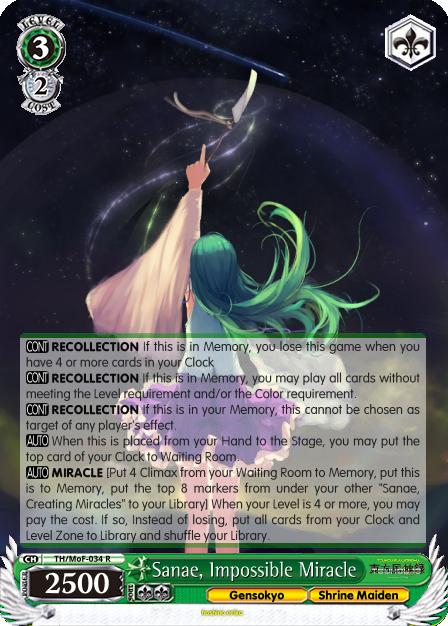 LEVEL
3
2
COST
CONT RECOLLECTION If this is in Memory, you lose this game when you
have 4 or more cards in your Clock
CONT RECOLLECTION If this is in Memory, you may play all cards without
meeting the Level requirement and/or the Color requirement.
CONT RECOLLECTION If this is in your Memory, this cannot be chosen as
target of any player's effect.
AUTO When this is placed from your Hand to the Stage, you may put the
top card of your Clock to Waiting Room.
AUTO MIRACLE [Put 4 Climax from your Waiting Room to Memory, put this
is to Memory, put the top 8 markers from under your other "Sanae,
Creating Miracles" to your Library] When your Level is 4 or more, you may
pay the cost. If so, Instead of losing, put all cards from your Clock and
Level Zone to Library and shuffle your Library.
CH TH/MoF-034 R
POWER 2500 SOUL
Sanae, Impossible Miracle
Gensokyo Shrine Maiden